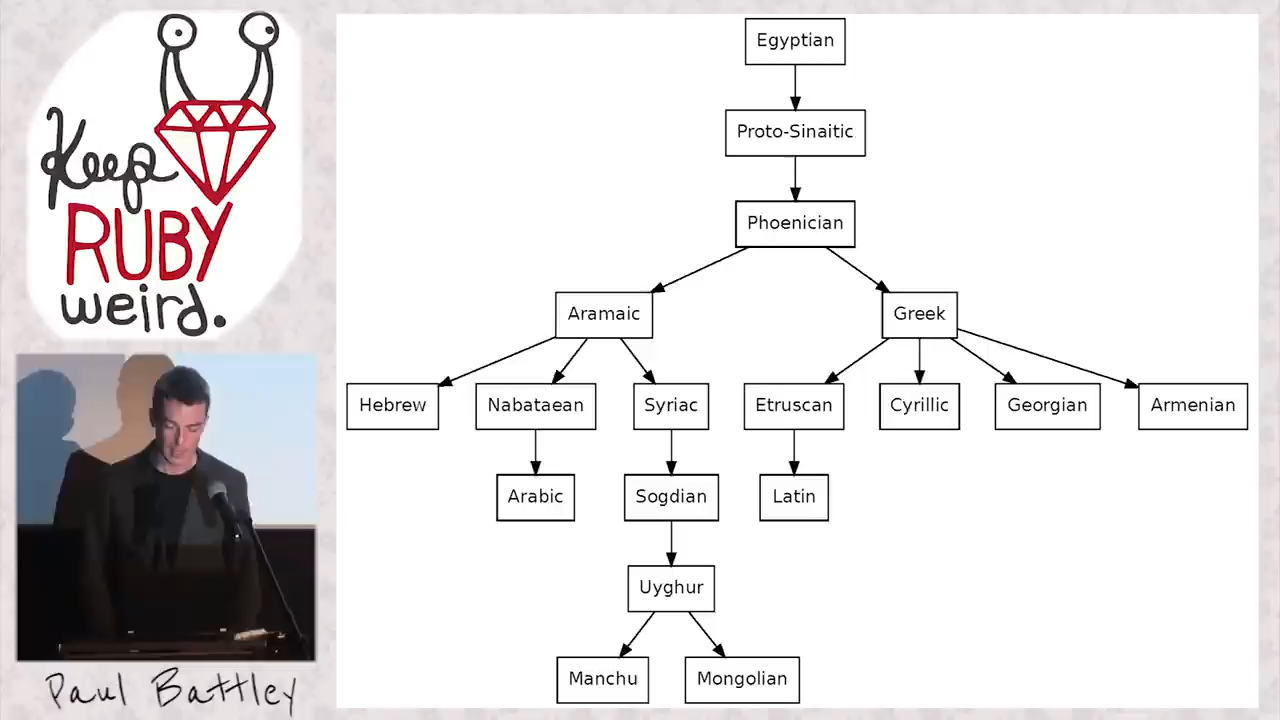 Keep
RUBY
weird.
Paul Battley
Egyptian
Proto-Sinaitic
Phoenician
Aramaic
Greek
Hebrew
Nabataean
Syriac
Etruscan
Cyrillic
Georgian
Armenian
Arabic
Sogdian
Latin
Uyghur
Manchu
Mongolian